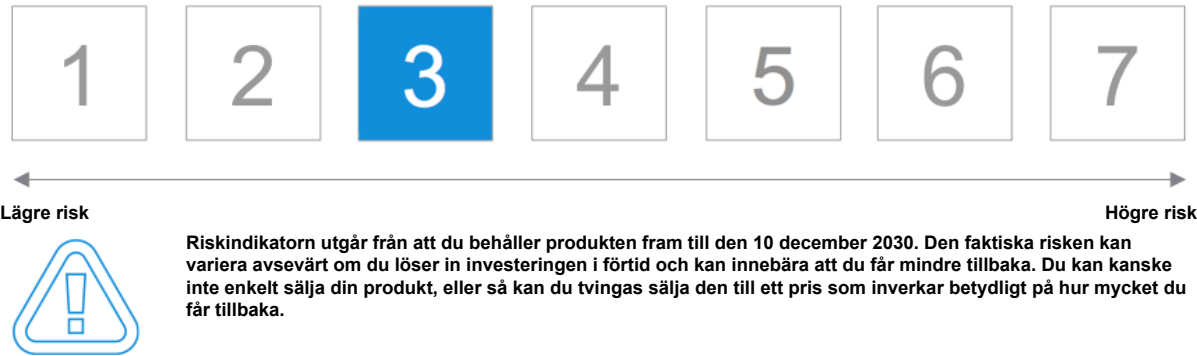 1 2 3 4 5 6 7
Lägre risk Högre risk
Riskindikatorn utgår från att du behåller produkten fram till den 10 december 2030. Den faktiska risken kan
variera avsevärt om du löser in investeringen i förtid och kan innebära att du får mindre tillbaka. Du kan kanske
inte enkelt sälja din produkt, eller så kan du tvingas sälja den till ett pris som inverkar betydligt på hur mycket du
får tillbaka.